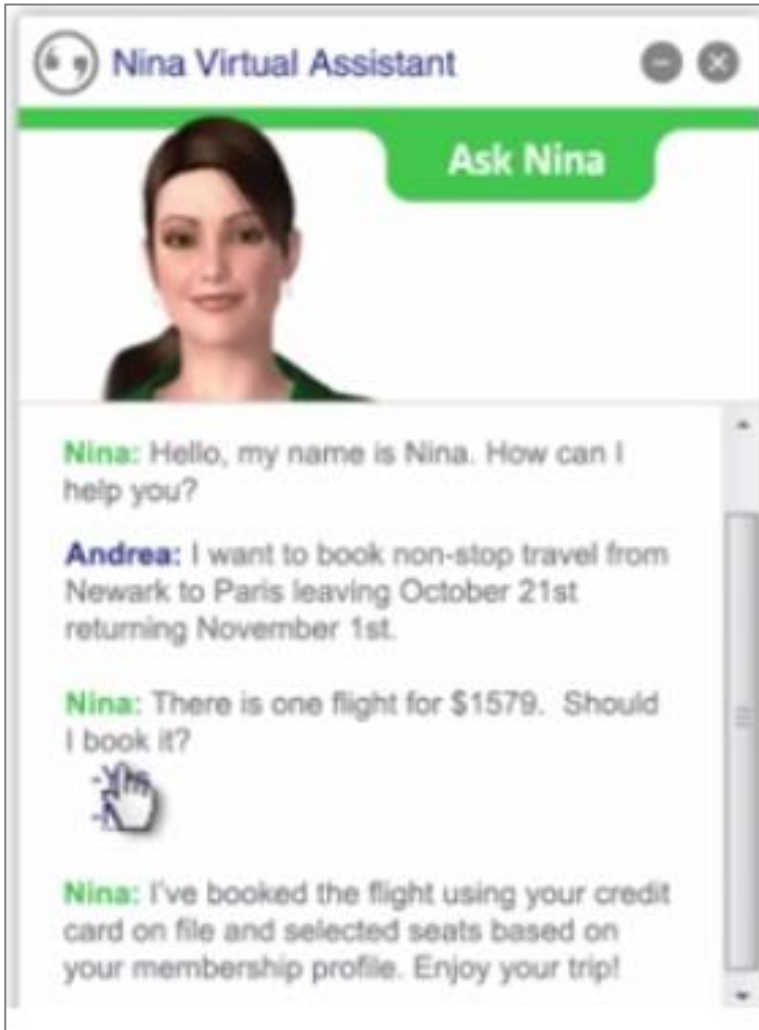 Nina Virtual Assistant
Ask Nina
Nina: Hello, my name is Nina. How can I
help you?
Andrea: I want to book non-stop travel from
Newark to Paris leaving October 21st
returning November 1st.
Nina: There is one flight for $1579.  Should
I book it?
-Yes
Nina: I've booked the flight using your credit
card on file and selected seats based on
your membership profile. Enjoy your trip!